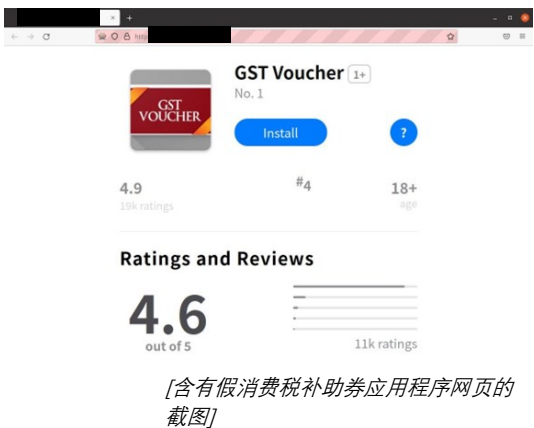 http
GST Voucher 1+
No. 1
GST
VOUCHER
Install
?
4.9
#4
18+
19k ratings
age
Ratings and Reviews
4.6
out of 5
11k ratings
[含有假消费税补助券应用程序网页的
截图]